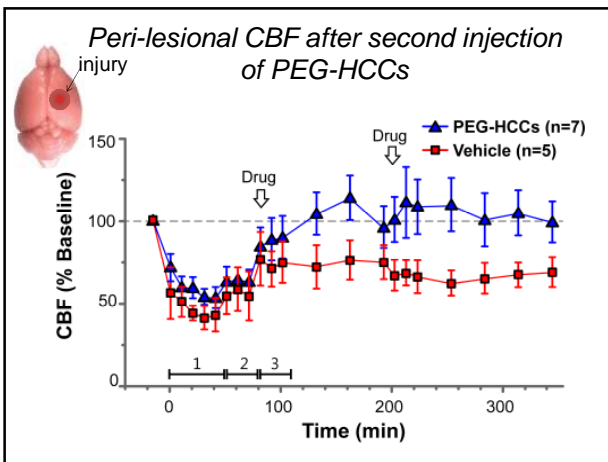 Peri-lesional CBF after second injection
of PEG-HCCs
injury
PEG-HCCs (n=7)
Vehicle (n=5)
Drug
Drug
150
100
50
0
CBF (% Baseline)
1 2 3
0 100 200 300
Time (min)